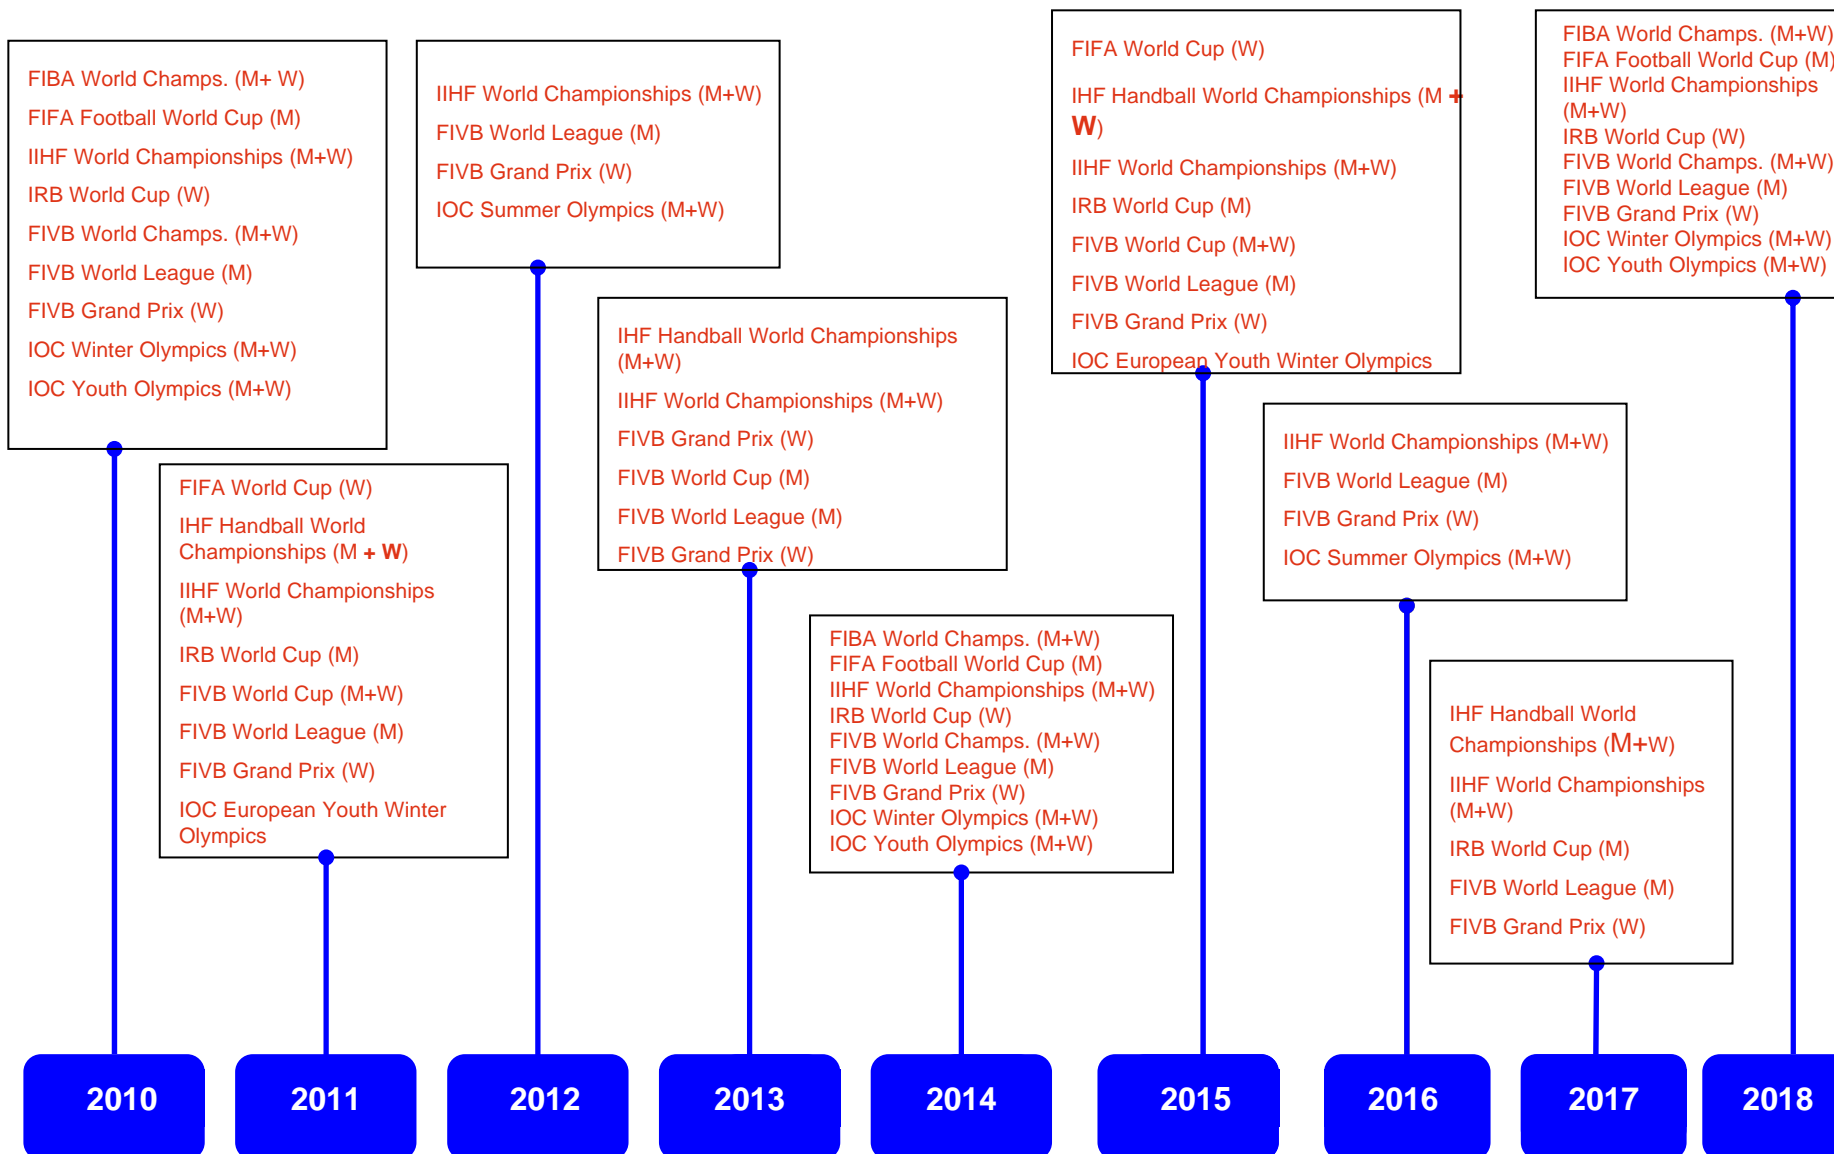 FIBA World Champs. (M+ W)
FIFA Football World Cup (M)
IIHF World Championships (M+W)
IRB World Cup (W)
FIVB World Champs. (M+W)
FIVB World League (M)
FIVB Grand Prix (W)
IOC Winter Olympics (M+W)
IOC Youth Olympics (M+W)
FIFA World Cup (W)
IHF Handball World
Championships (M + W)
IIHF World Championships
(M+W)
IRB World Cup (M)
FIVB World Cup (M+W)
FIVB World League (M)
FIVB Grand Prix (W)
IOC European Youth Winter
Olympics
IIHF World Championships (M+W)
FIVB World League (M)
FIVB Grand Prix (W)
IOC Summer Olympics (M+W)
IHF Handball World Championships
(M+W)
IIHF World Championships (M+W)
FIVB Grand Prix (W)
FIVB World Cup (M)
FIVB World League (M)
FIVB Grand Prix (W)
FIBA World Champs. (M+W)
FIFA Football World Cup (M)
IIHF World Championships (M+W)
IRB World Cup (W)
FIVB World Champs. (M+W)
FIVB World League (M)
FIVB Grand Prix (W)
IOC Winter Olympics (M+W)
IOC Youth Olympics (M+W)
FIFA World Cup (W)
IHF Handball World Championships (M +
W)
IIHF World Championships (M+W)
IRB World Cup (M)
FIVB World Cup (M+W)
FIVB World League (M)
FIVB Grand Prix (W)
IOC European Youth Winter Olympics
IIHF World Championships (M+W)
FIVB World League (M)
FIVB Grand Prix (W)
IOC Summer Olympics (M+W)
IHF Handball World
Championships (M+W)
IIHF World Championships
(M+W)
IRB World Cup (M)
FIVB World League (M)
FIVB Grand Prix (W)
FIBA World Champs. (M+W)
FIFA Football World Cup (M)
IIHF World Championships
(M+W)
IRB World Cup (W)
FIVB World Champs. (M+W)
FIVB World League (M)
FIVB Grand Prix (W)
IOC Winter Olympics (M+W)
IOC Youth Olympics (M+W)
2010
2011
2012
2013
2014
2015
2016
2017
2018